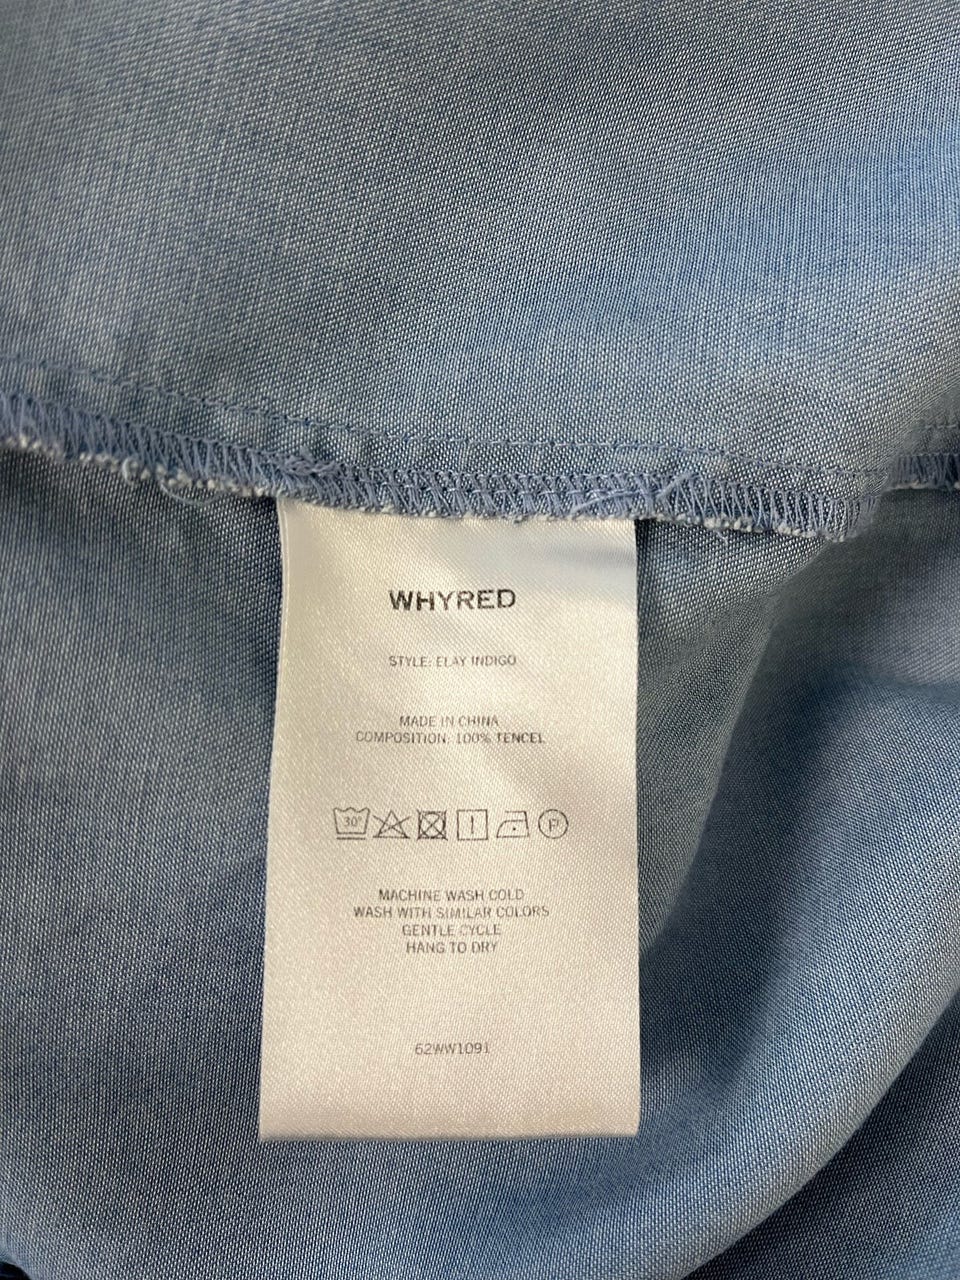 WHYRED
STYLE: ELAY INDIGO
MADE IN CHINA
COMPOSITION: 100% TENCEL
30°
P
MACHINE WASH COLD
WASH WITH SIMILAR COLORS
GENTLE CYCLE
HANG TO DRY
62WW1091